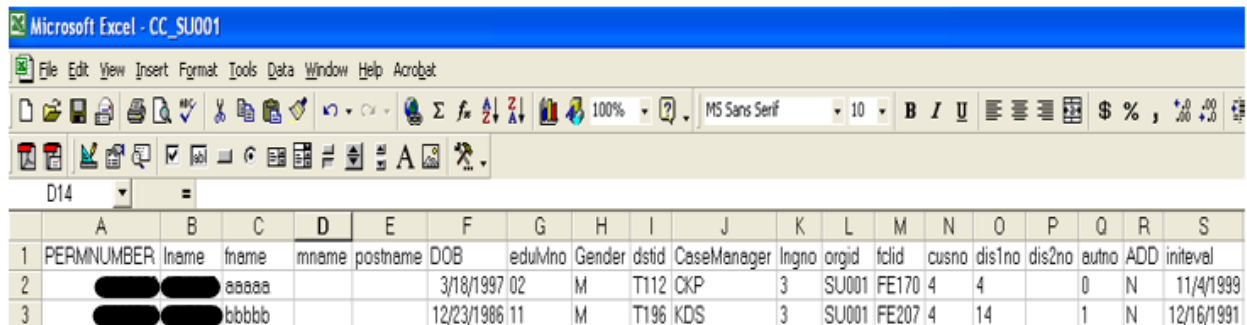 Microsoft Excel - CC_SU001
File Edit View Insert Format Tools Data Window Help Acrobat
100% MS Sans Serif 10 B I U $ % ,
D14 =
A B C D E F G H I J K L M N O P Q R S
1 PERMNUMBER lname fname mname postname DOB edulvlno Gender dstid CaseManager lngno orgid fclid cusno dis1no dis2no autno ADD initeval
2 aaaaa 3/18/1997 02 M T112 CKP 3 SU001 FE170 4 4 0 N 11/4/1999
3 bbbbb 12/23/1986 11 M T196 KDS 3 SU001 FE207 4 14 1 N 12/16/1991